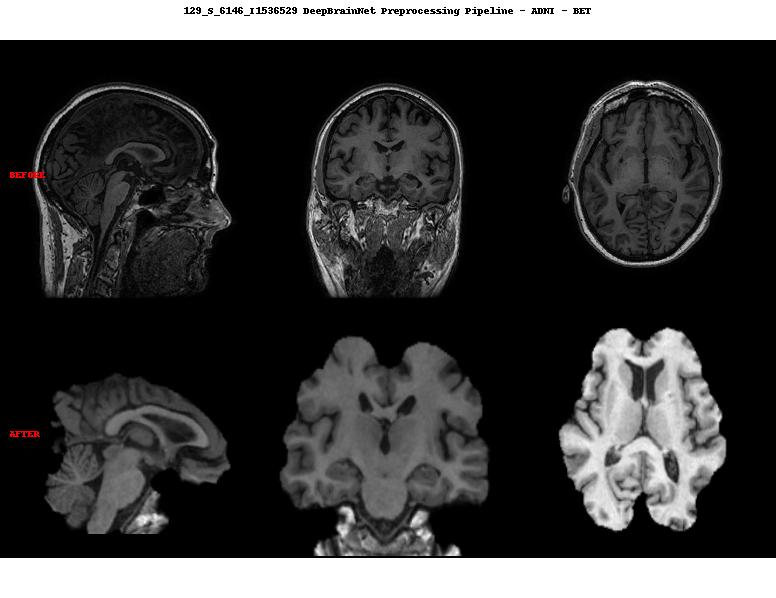 129_S_6146_I1536529 DeepBrainNet Preprocessing Pipeline - ADNI - BET
BEFORE
AFTER